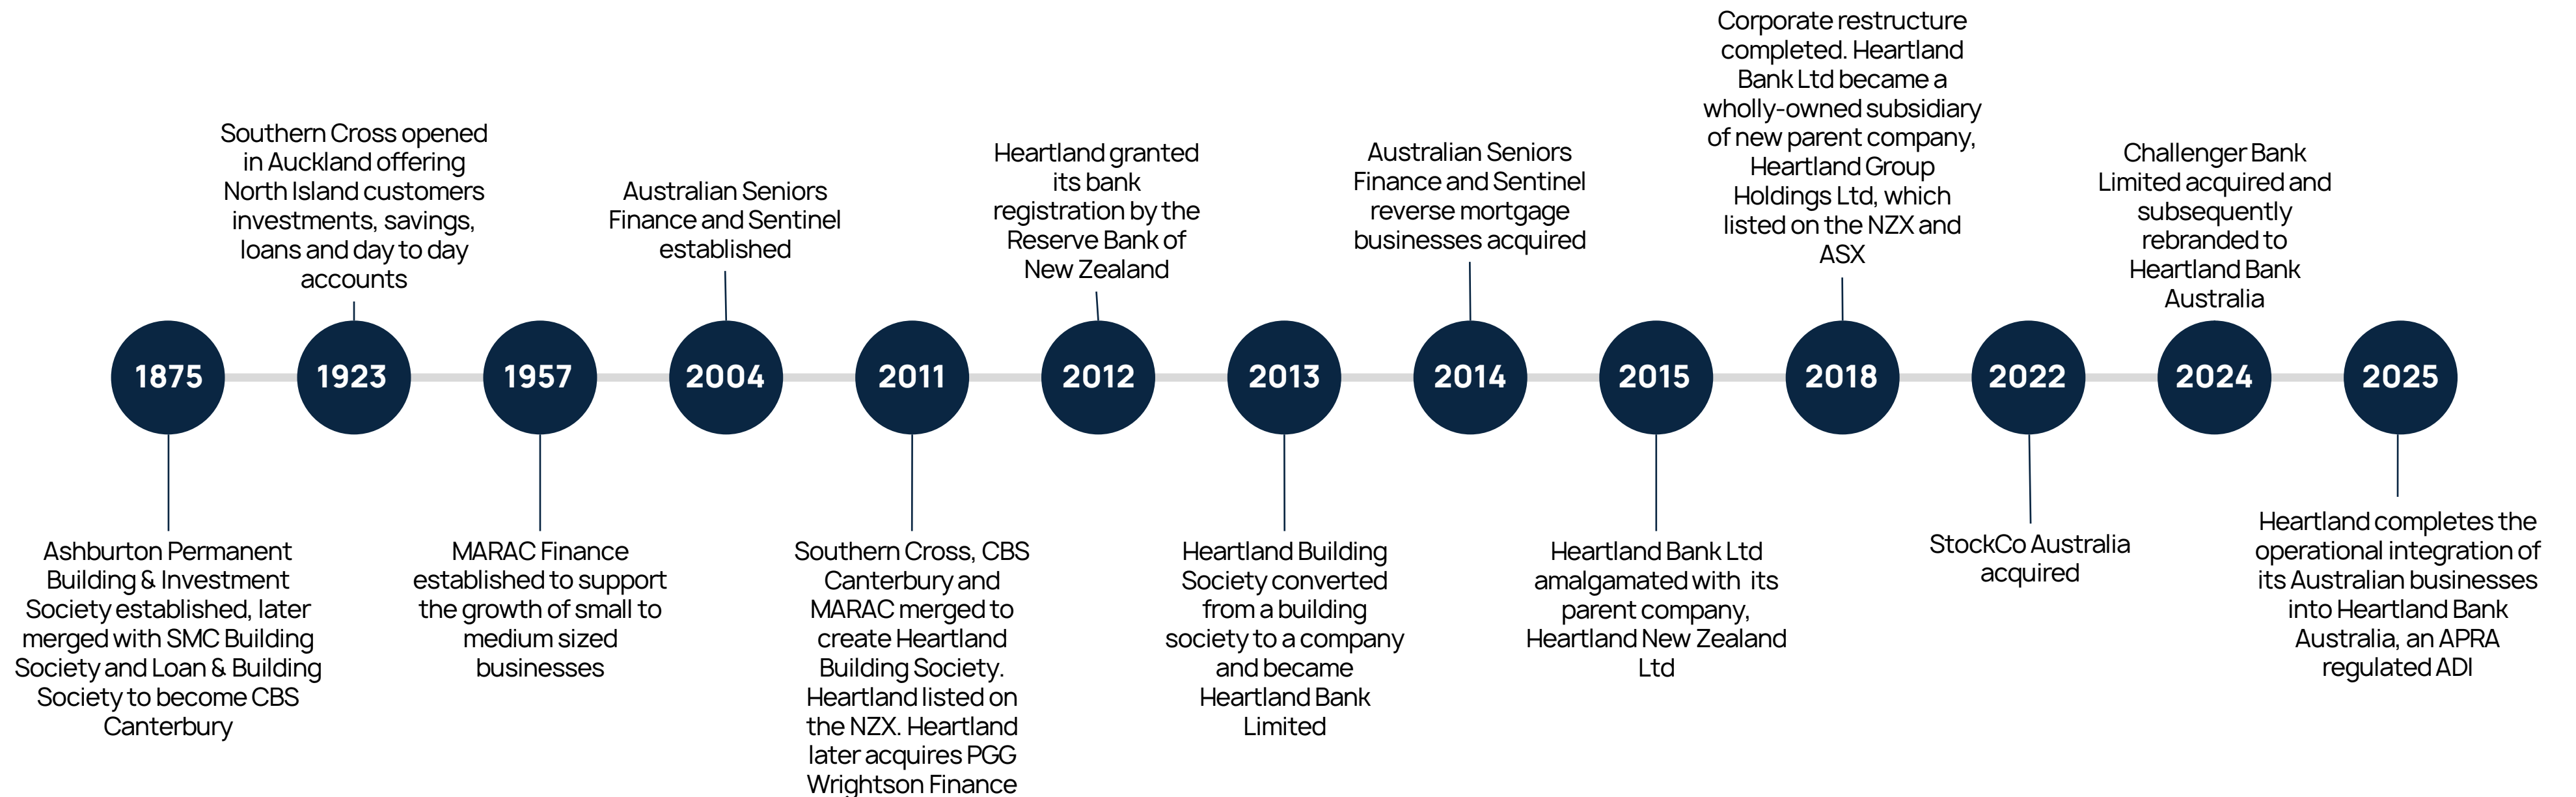 1875
Ashburton Permanent
Building & Investment
Society established, later
merged with SMC Building
Society and Loan & Building
Society to become CBS
Canterbury
Southern Cross opened
in Auckland offering
North Island customers
investments, savings,
loans and day to day
accounts
1923
1957
MARAC Finance
established to support
the growth of small to
medium sized
businesses
Australian Seniors
Finance and Sentinel
established
2004
2011
Southern Cross, CBS
Canterbury and
MARAC merged to
create Heartland
Building Society.
Heartland listed on
the NZX. Heartland
later acquires PGG
Wrightson Finance
Heartland granted
its bank
registration by the
Reserve Bank of
New Zealand
2012
2013
Heartland Building
Society converted
from a building
society to a company
and became
Heartland Bank
Limited
Australian Seniors
Finance and Sentinel
reverse mortgage
businesses acquired
2014
2015
Heartland Bank Ltd
amalgamated with its
parent company,
Heartland New Zealand
Ltd
Corporate restructure
completed. Heartland
Bank Ltd became a
wholly-owned subsidiary
of new parent company,
Heartland Group
Holdings Ltd, which
listed on the NZX and
ASX
2018
2022
StockCo Australia
acquired
Challenger Bank
Limited acquired and
subsequently
rebranded to
Heartland Bank
Australia
2024
2025
Heartland completes the
operational integration of
its Australian businesses
into Heartland Bank
Australia, an APRA
regulated ADI